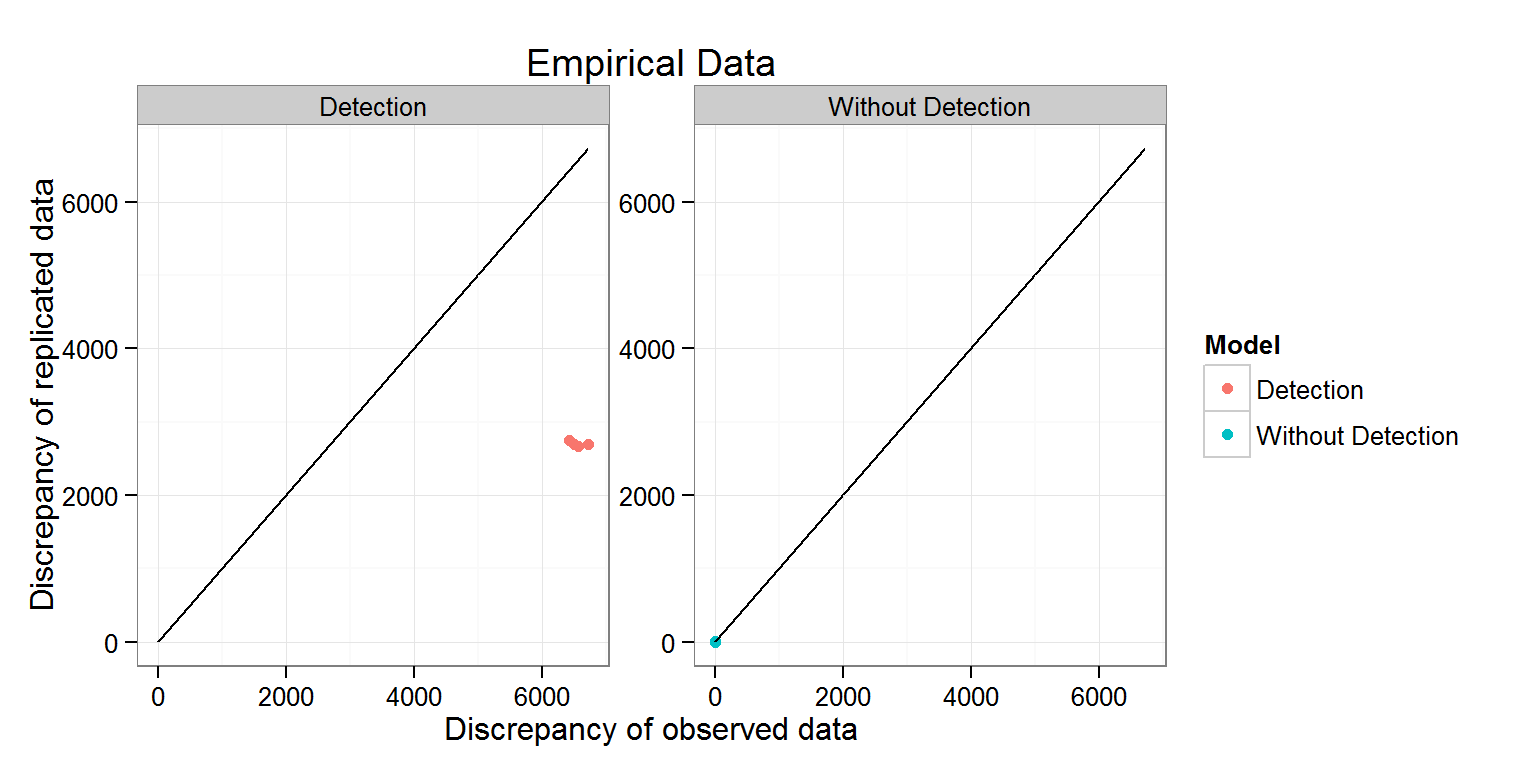 Empirical Data
Detection
Without Detection
Discrepancy of replicated data
6000
4000
2000
0
6000
4000
2000
0
0 2000 4000 6000
0 2000 4000 6000
Discrepancy of observed data
Model
Detection
Without Detection